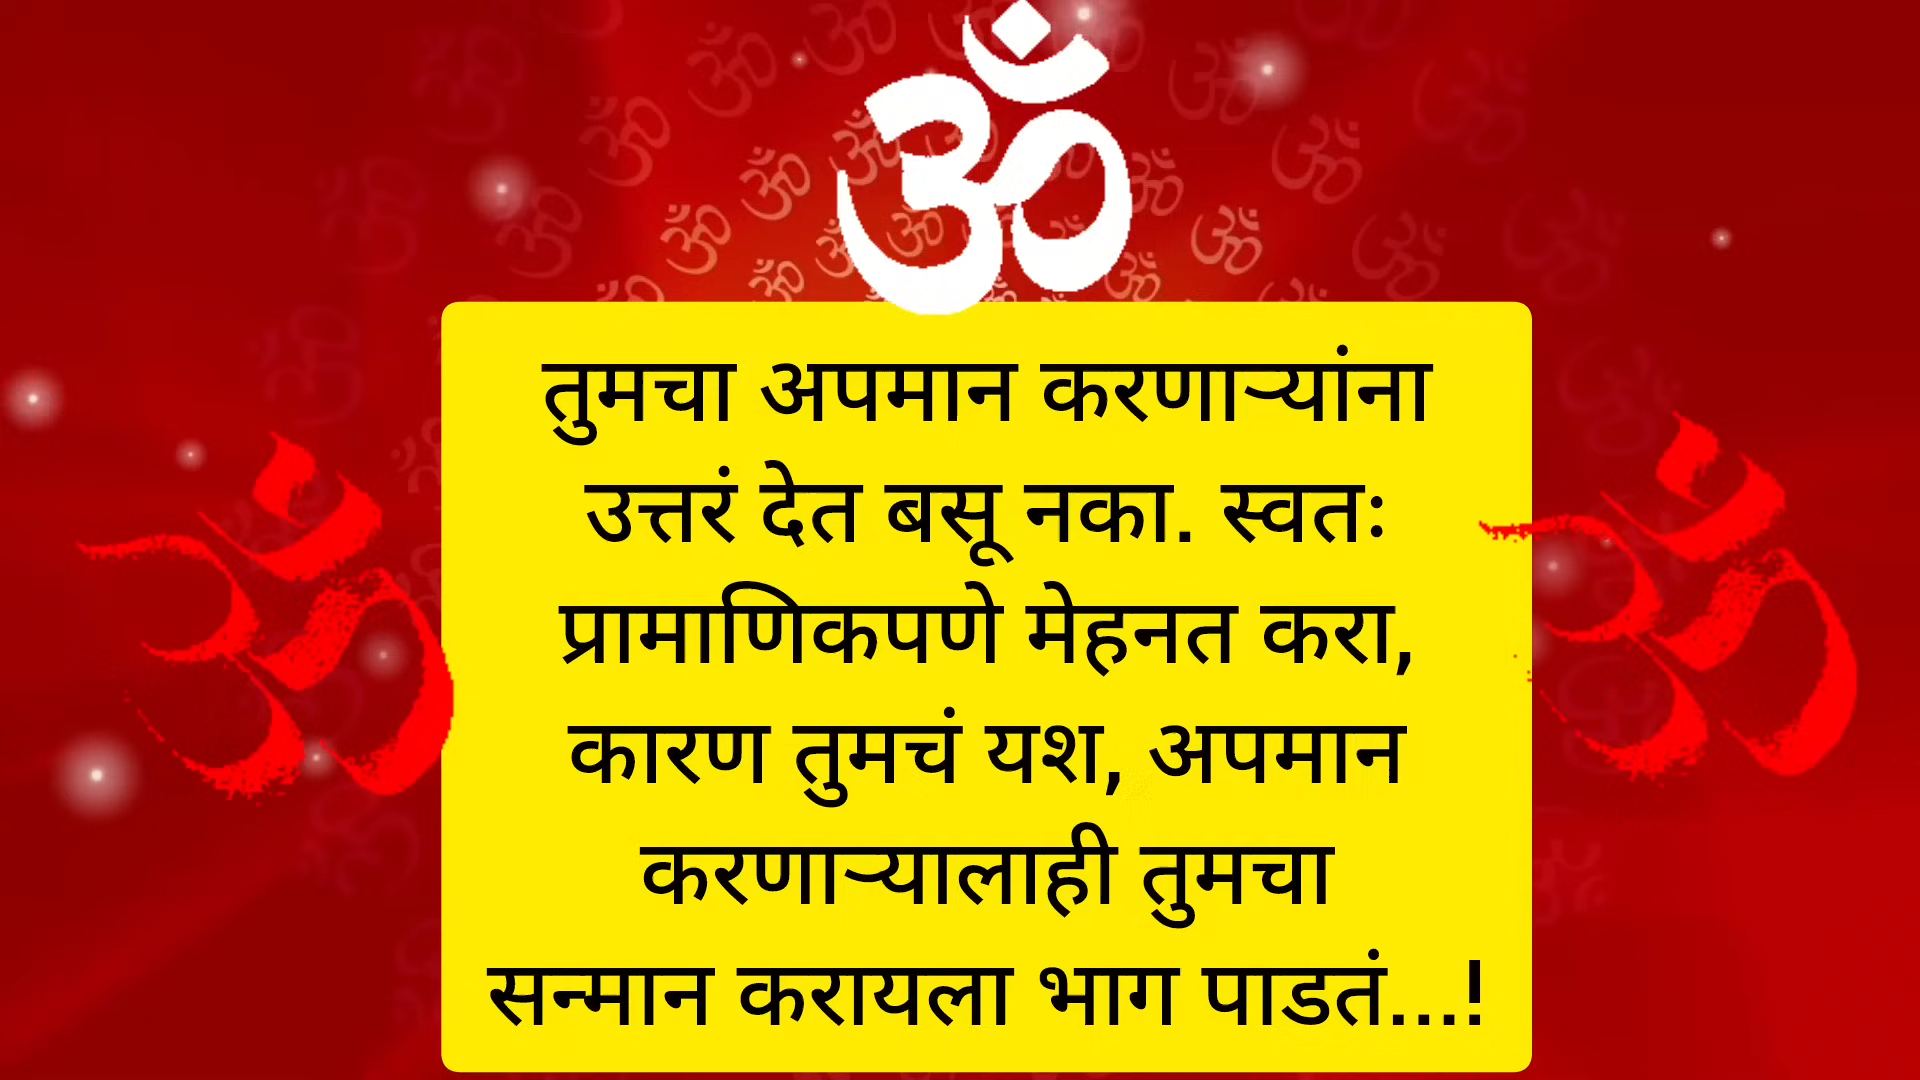 ॐ
तुमचा अपमान करणाऱ्यांना
उत्तरं देत बसू नका. स्वतः
प्रामाणिकपणे मेहनत करा,
कारण तुमचं यश, अपमान
करणाऱ्यालाही तुमचा
सन्मान करायला भाग पाडतं...!